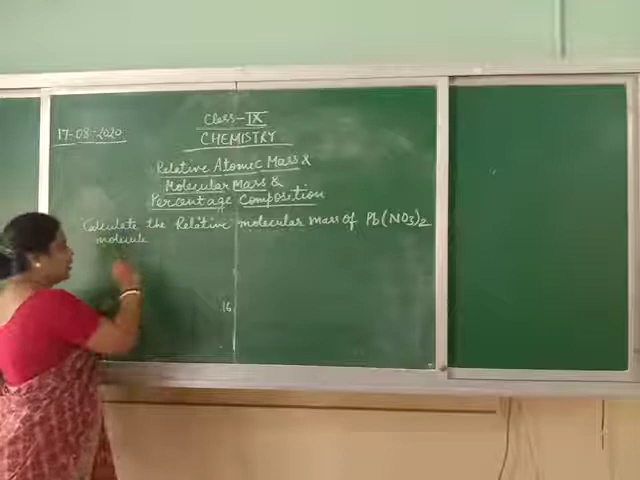 17-08-2020
Class-IX
CHEMISTRY
Relative Atomic Mass &
Molecular Mass &
Percentage Composition
Calculate the Relative molecular mass of Pb(NO3)2
molecule
16